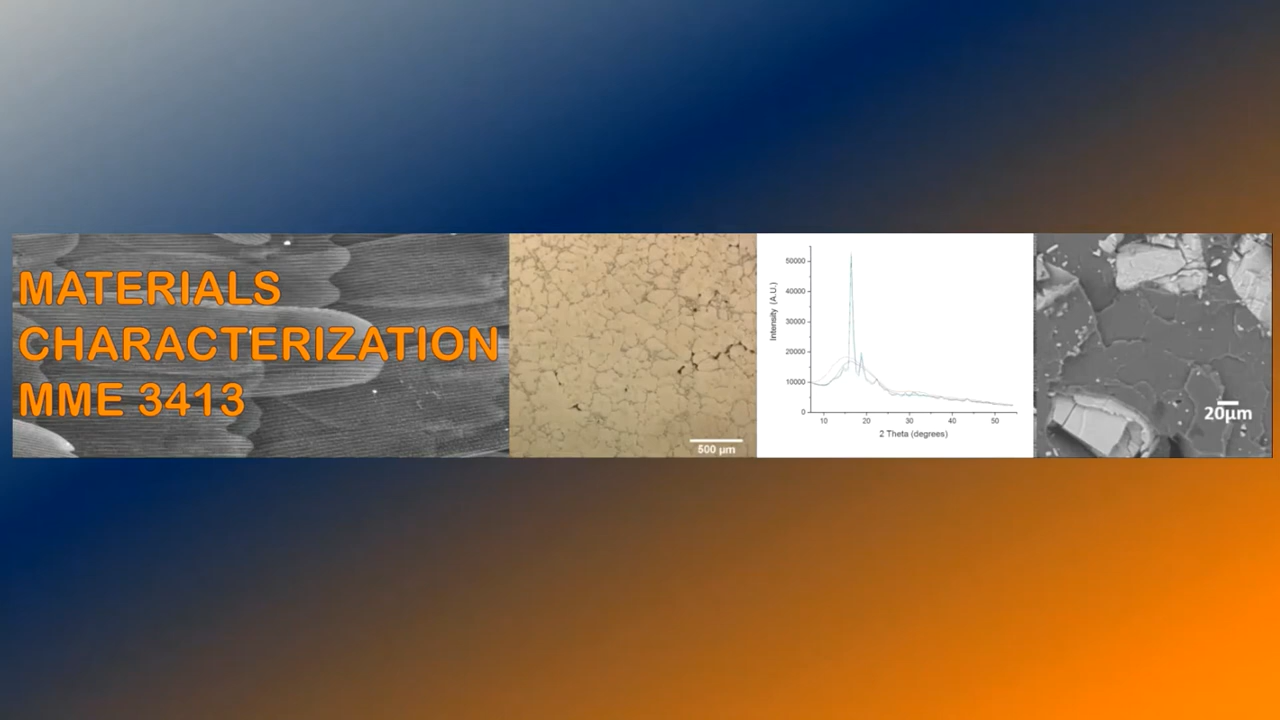 MATERIALS
CHARACTERIZATION
MME 3413
500 µm
Intensity (A.U.)
50000
40000
30000
20000
10000
0
10 20 30 40 50
2 Theta (degrees)
20µm